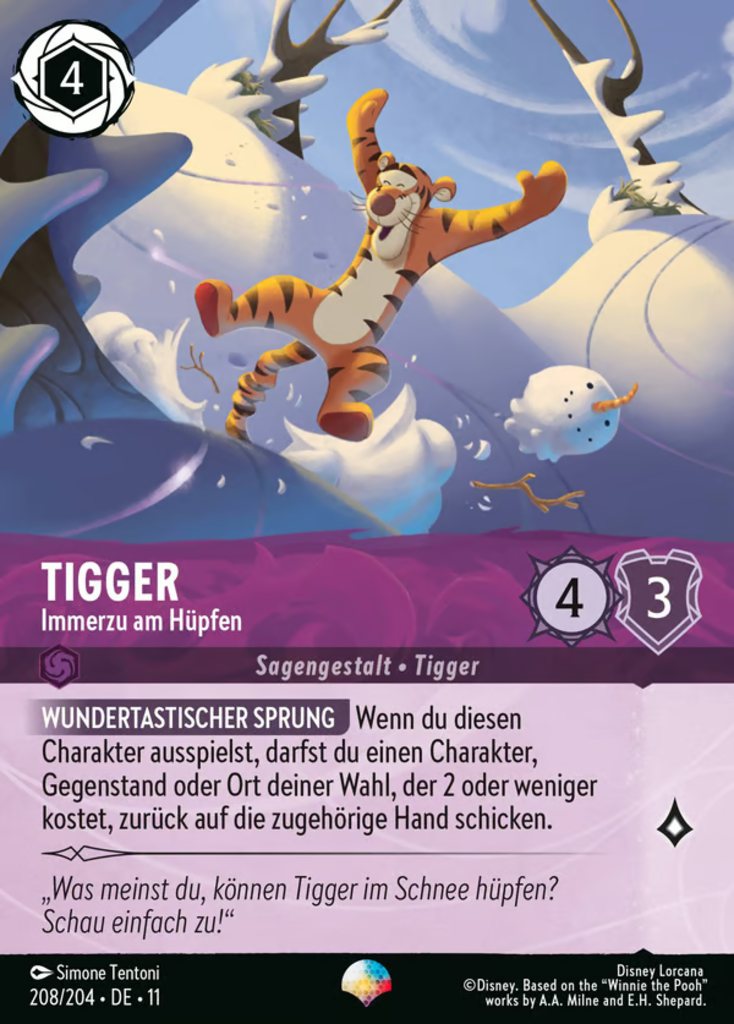 4
TIGGER
Immerzu am Hüpfen
4
3
Sagengestalt • Tigger
WUNDERTASTISCHER SPRUNG Wenn du diesen
Charakter ausspielst, darfst du einen Charakter,
Gegenstand oder Ort deiner Wahl, der 2 oder weniger
kostet, zurück auf die zugehörige Hand schicken.
„Was meinst du, können Tigger im Schnee hüpfen?
Schau einfach zu!“
Simone Tentoni
208/204 • DE • 11
Disney Lorcana
©Disney. Based on the “Winnie the Pooh”
works by A.A. Milne and E.H. Shepard.